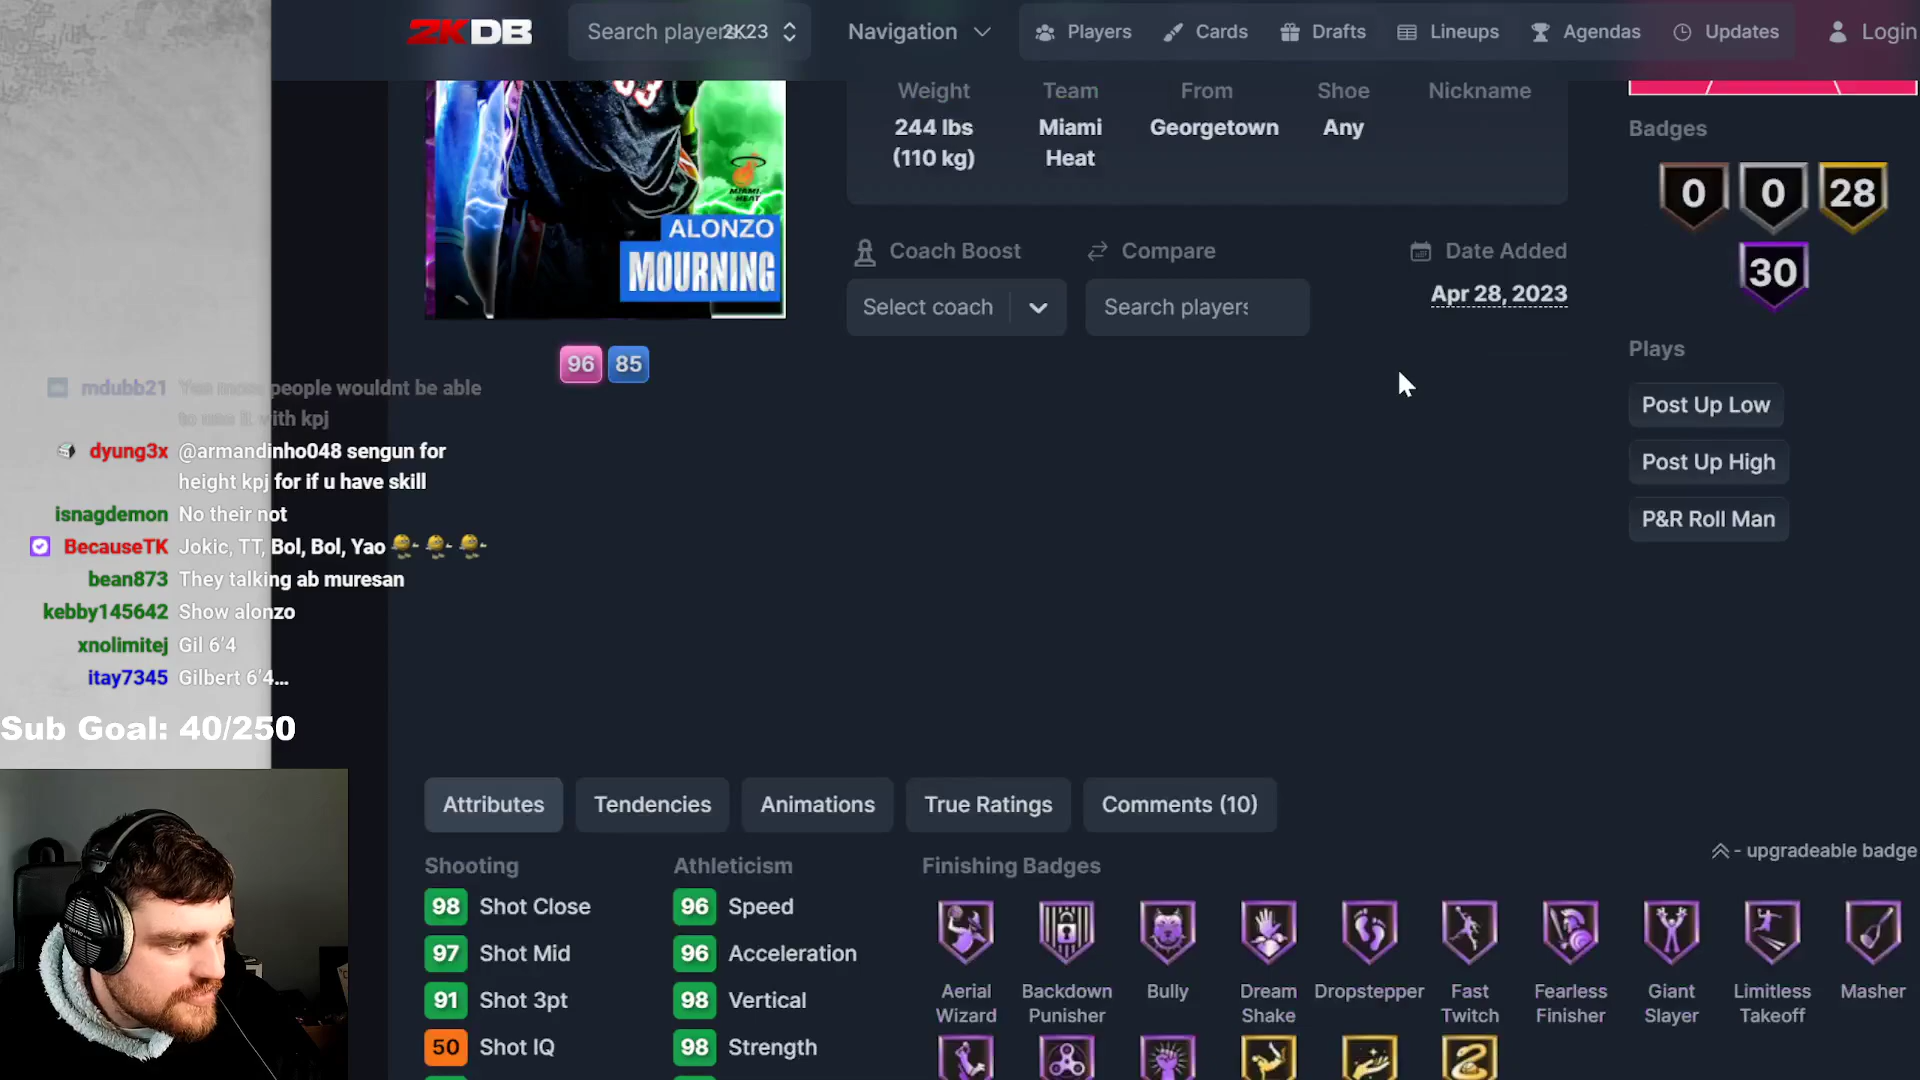 2KDB
Search players
2K23
Navigation
Players
Cards
Drafts
Lineups
Agendas
Updates
Login
Weight
244 lbs
(110 kg)
Team
Miami
Heat
From
Georgetown
Shoe
Any
Nickname
MIAMI
HEAT
ALONZO
MOURNING
96
85
Coach Boost
Select coach
Compare
Search players
Date Added
Apr 28, 2023
Badges
0
0
28
30
Plays
Post Up Low
Post Up High
P&R Roll Man
mdubb21 people wouldnt be able
with kpj
dyung3x @armandinho048 sengun for
height kpj for if u have skill
isnagdemon No their not
BecauseTK Jokic, TT, Bol, Bol, Yao
bean873 They talking ab muresan
kebby145642 Show alonzo
xnolimitej Gil 6'4
itay7345 Gilbert 6'4...
Sub Goal: 40/250
Attributes
Tendencies
Animations
True Ratings
Comments (10)
- upgradeable badge
Shooting
98 Shot Close
97 Shot Mid
91 Shot 3pt
50 Shot IQ
Athleticism
96 Speed
96 Acceleration
98 Vertical
98 Strength
Finishing Badges
Aerial
Wizard
Backdown
Punisher
Bully
Dream
Shake
Dropstepper
Fast
Twitch
Fearless
Finisher
Giant
Slayer
Limitless
Takeoff
Masher